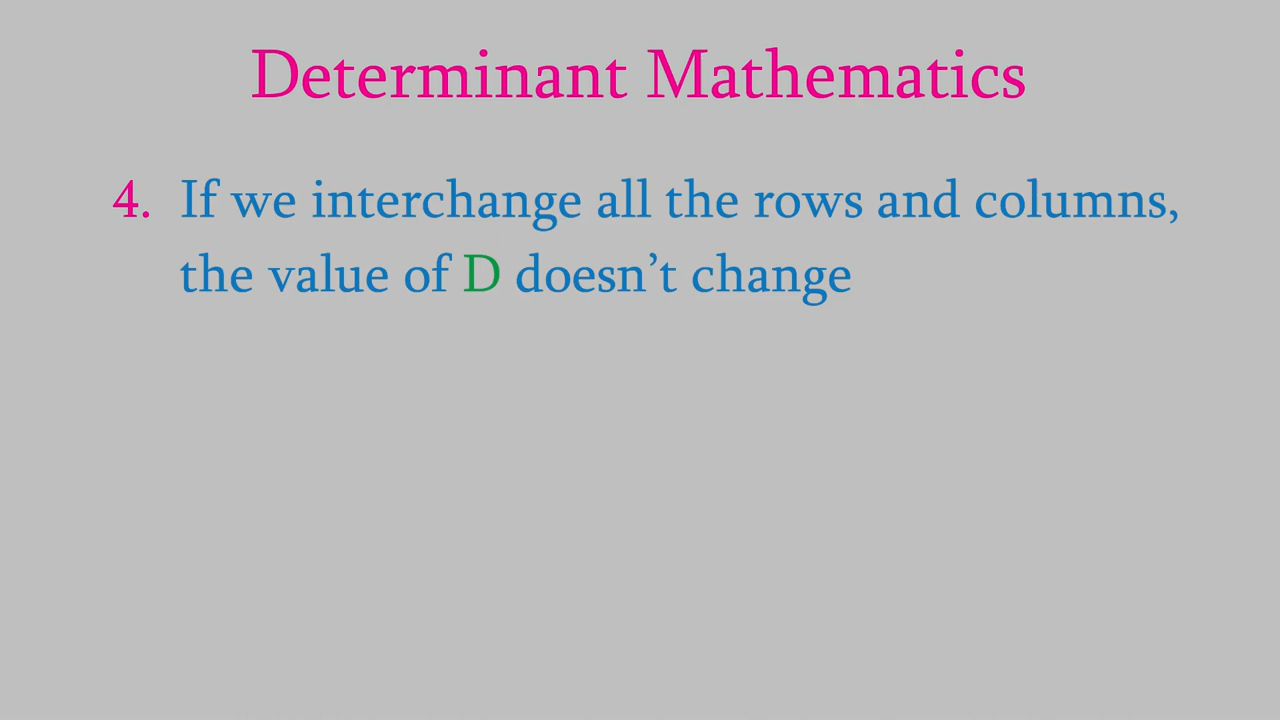 Determinant Mathematics
4. If we interchange all the rows and columns,
the value of D doesn’t change